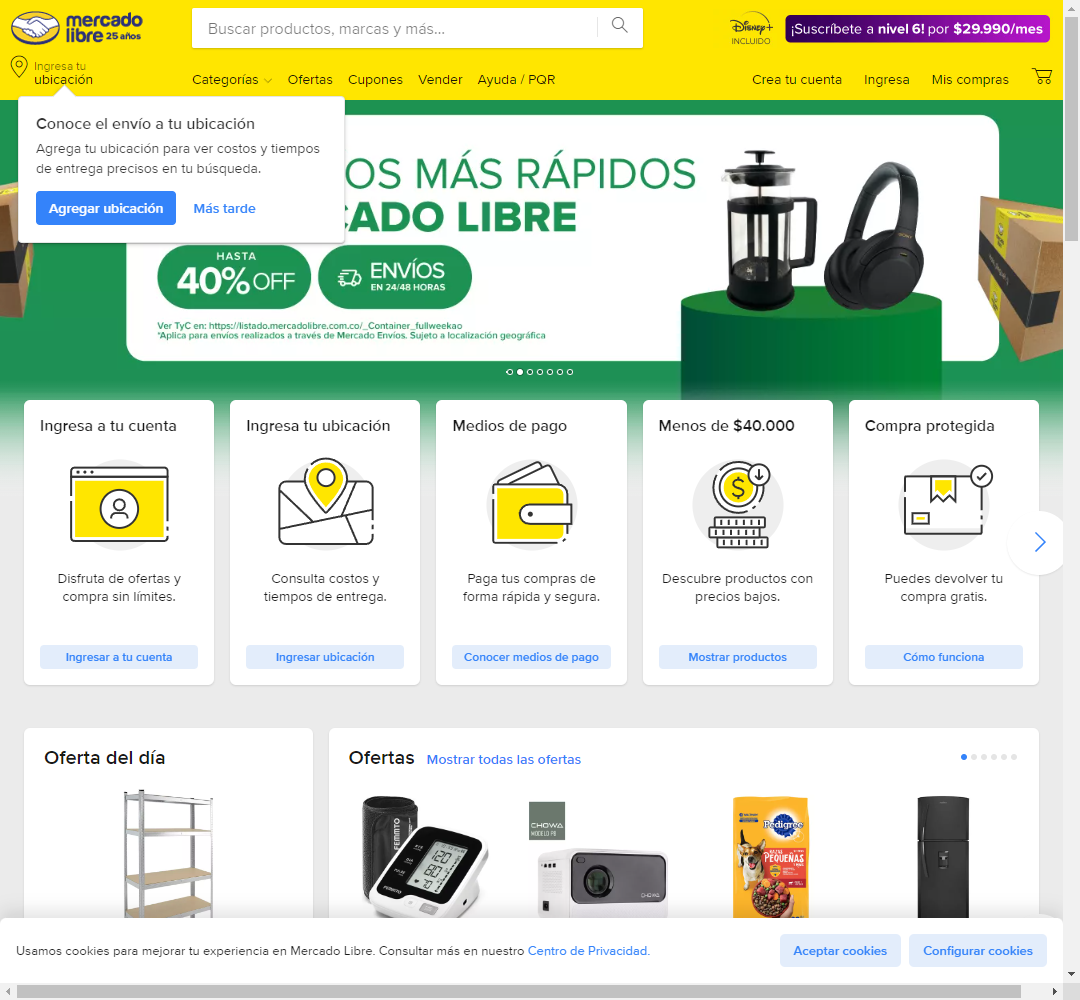 mercado
libre 25 años
Buscar productos, marcas y más...
Disney+
INCLUIDO
¡Suscríbete a nivel 6! por $29.990/mes
Ingresa tu
ubicación
Categorías
Ofertas
Cupones
Vender
Ayuda / PQR
Crea tu cuenta
Ingresa
Mis compras
Conoce el envío a tu ubicación
Agrega tu ubicación para ver costos y tiempos
de entrega precisos en tu búsqueda.
Agregar ubicación
Más tarde
OS MÁS RÁPIDOS
CADO LIBRE
HASTA
40% OFF
ENVÍOS
EN 24/48 HORAS
SONY
Ver TyC en: https://listado.mercadolibre.com.co/_Container_fullweekao
*Aplica para envíos realizados a través de Mercado Envíos. Sujeto a localización geográfica
Ingresa a tu cuenta
Disfruta de ofertas y
compra sin límites.
Ingresar a tu cuenta
Ingresa tu ubicación
Consulta costos y
tiempos de entrega.
Ingresar ubicación
Medios de pago
Paga tus compras de
forma rápida y segura.
Conocer medios de pago
Menos de $40.000
$
Descubre productos con
precios bajos.
Mostrar productos
Compra protegida
Puedes devolver tu
compra gratis.
Cómo funciona
Oferta del día
Ofertas
Mostrar todas las ofertas
FEMMTO
120
80
FEMMTO
CHOWA
MODELO P8
CHOWA
Pedigree
RAZAS
PEQUEÑAS
Usamos cookies para mejorar tu experiencia en Mercado Libre. Consultar más en nuestro Centro de Privacidad.
Aceptar cookies
Configurar cookies